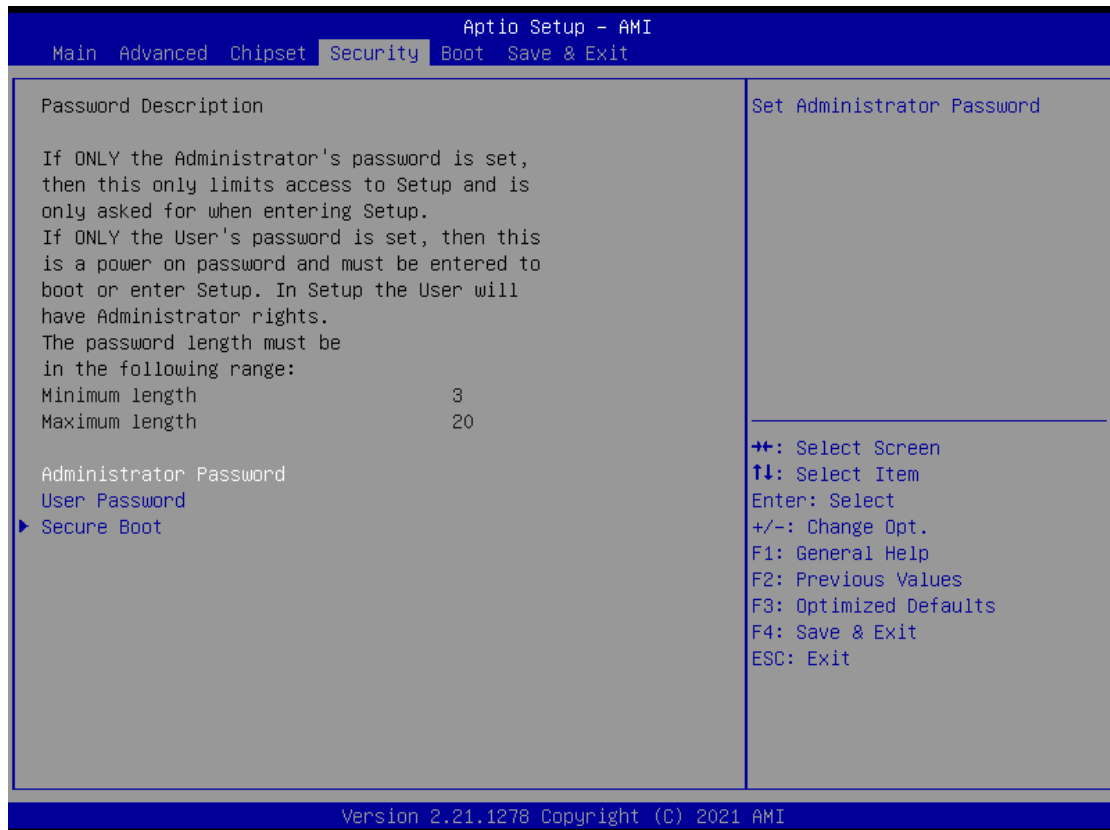 Aptio Setup – AMI
Main Advanced Chipset Security Boot Save & Exit
Password Description
If ONLY the Administrator's password is set,
then this only limits access to Setup and is
only asked for when entering Setup.
If ONLY the User's password is set, then this
is a power on password and must be entered to
boot or enter Setup. In Setup the User will
have Administrator rights.
The password length must be
in the following range:
Minimum length 3
Maximum length 20
Administrator Password
User Password
Secure Boot
Set Administrator Password
→←: Select Screen
↑↓: Select Item
Enter: Select
+/-: Change Opt.
F1: General Help
F2: Previous Values
F3: Optimized Defaults
F4: Save & Exit
ESC: Exit
Version 2.21.1278 Copyright (C) 2021 AMI